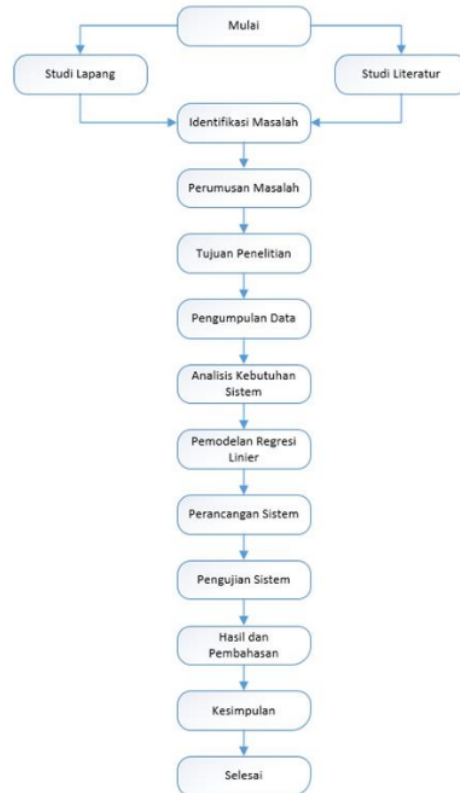 Mulai
Studi Lapang
Studi Literatur
Identifikasi Masalah
Perumusan Masalah
Tujuan Penelitian
Pengumpulan Data
Analisis Kebutuhan
Sistem
Pemodelan Regresi
Linier
Perancangan Sistem
Pengujian Sistem
Hasil dan
Pembahasan
Kesimpulan
Selesai